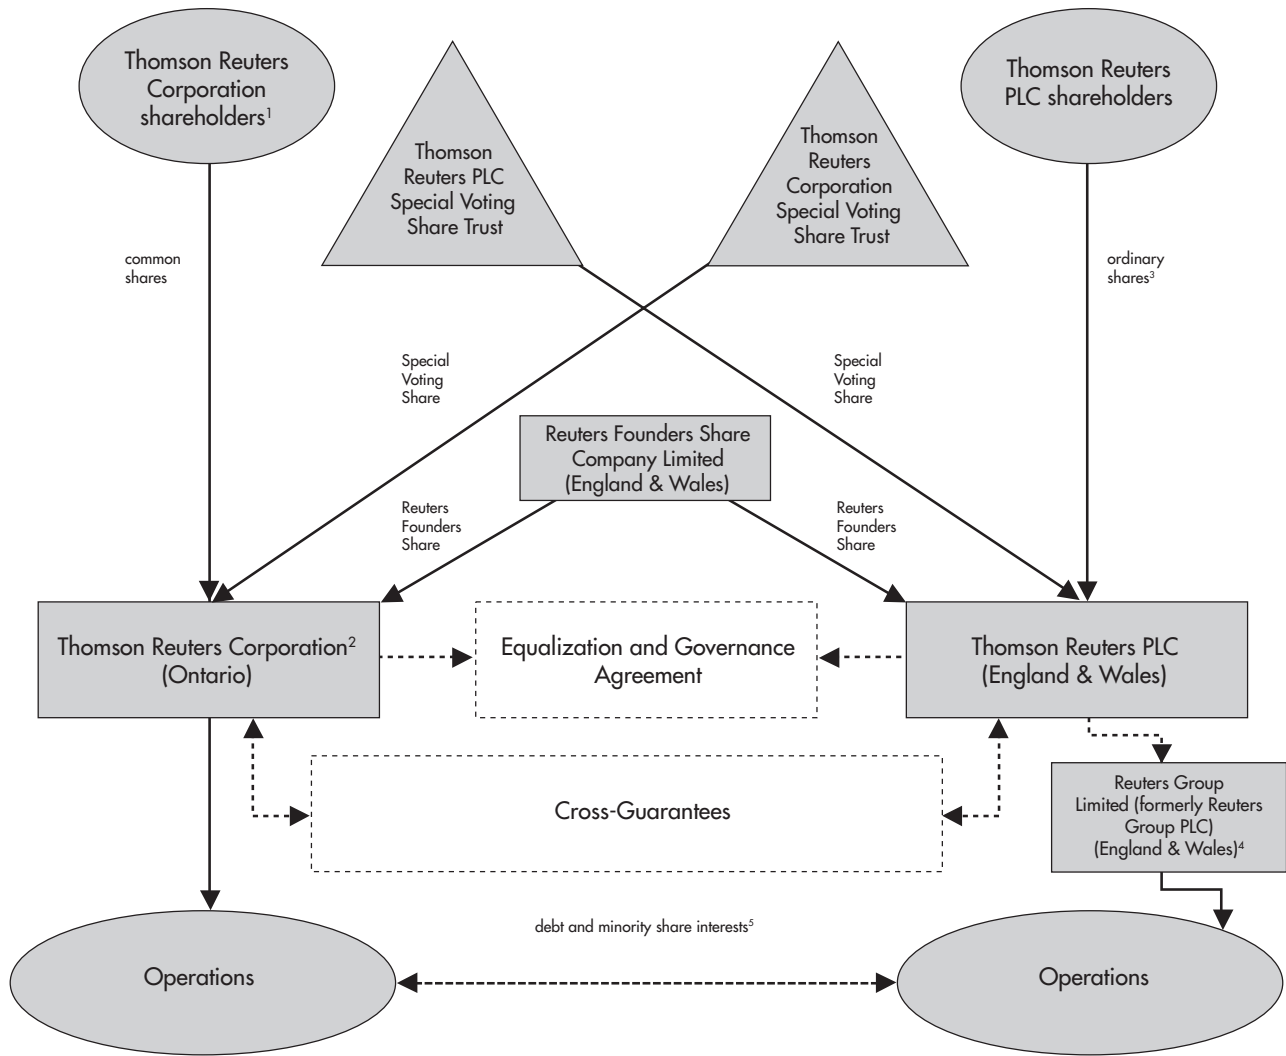 Thomson Reuters
Corporation
shareholders¹
Thomson
Reuters PLC
Special Voting
Share Trust
Thomson
Reuters
Corporation
Special Voting
Share Trust
Thomson Reuters
PLC shareholders
common
shares
ordinary
shares³
Special
Voting
Share
Special
Voting
Share
Reuters Founders Share
Company Limited
(England & Wales)
Reuters
Founders
Share
Reuters
Founders
Share
Thomson Reuters Corporation²
(Ontario)
Equalization and Governance
Agreement
Thomson Reuters PLC
(England & Wales)
Cross-Guarantees
Reuters Group
Limited (formerly Reuters
Group PLC)
(England & Wales)⁴
debt and minority share interests⁵
Operations
Operations